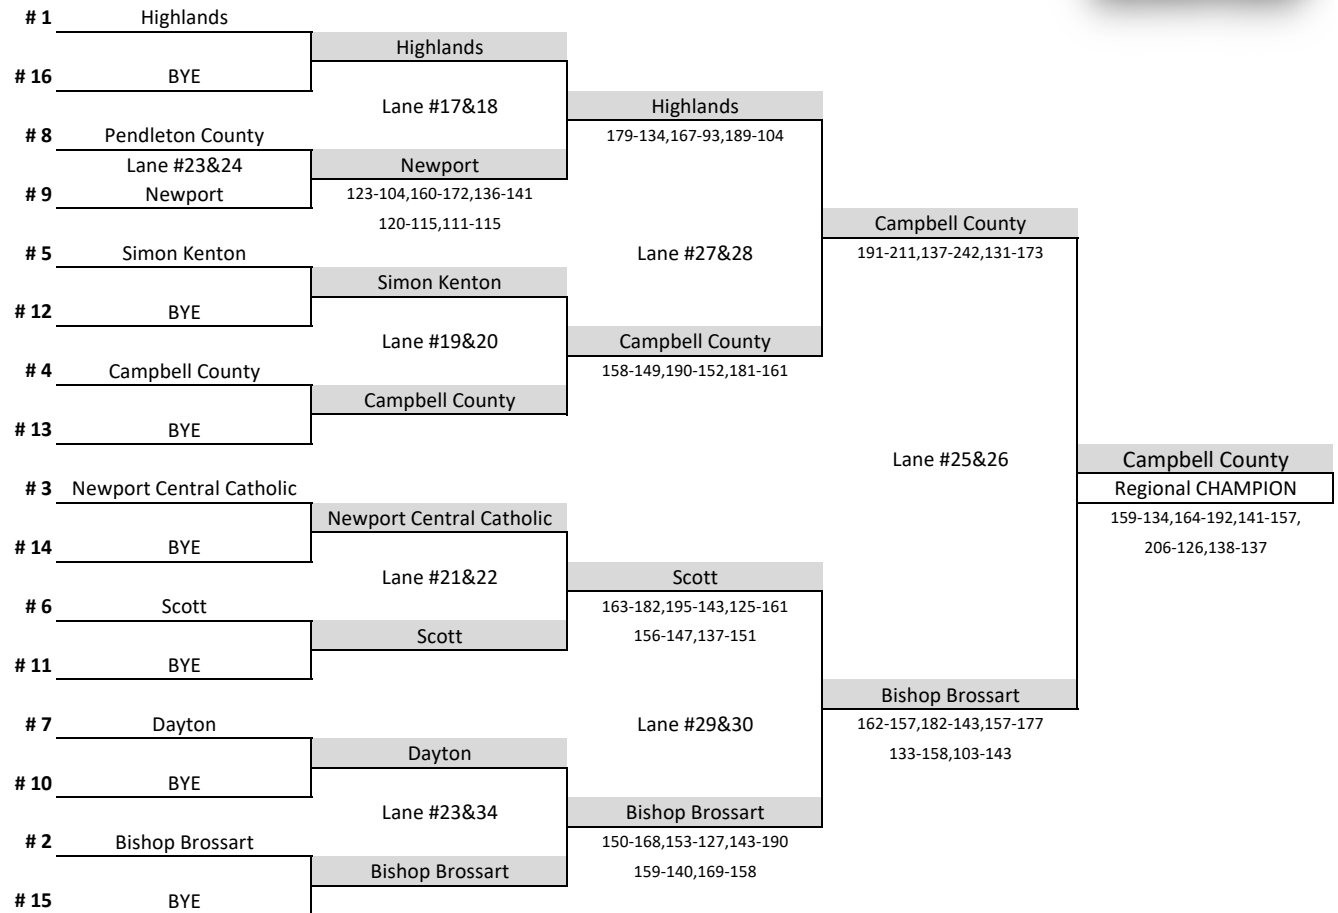 # 1 Highlands
Highlands
# 16 BYE
Lane #17&18 Highlands
# 8 Pendleton County 179-134,167-93,189-104
Lane #23&24 Newport
# 9 Newport 123-104,160-172,136-141
120-115,111-115 Campbell County
# 5 Simon Kenton Lane #27&28 191-211,137-242,131-173
Simon Kenton
# 12 BYE
Lane #19&20 Campbell County
# 4 Campbell County 158-149,190-152,181-161
Campbell County
# 13 BYE
Lane #25&26 Campbell County
# 3 Newport Central Catholic Regional CHAMPION
Newport Central Catholic 159-134,164-192,141-157,
# 14 BYE 206-126,138-137
Lane #21&22 Scott
# 6 Scott 163-182,195-143,125-161
Scott 156-147,137-151
# 11 BYE
Bishop Brossart
# 7 Dayton Lane #29&30 162-157,182-143,157-177
Dayton 133-158,103-143
# 10 BYE
Lane #23&34 Bishop Brossart
# 2 Bishop Brossart 150-168,153-127,143-190
Bishop Brossart 159-140,169-158
# 15 BYE